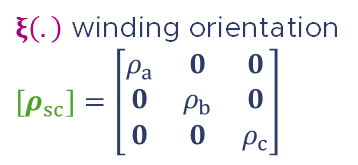 ξ(.) winding orientation
[ρsc] = [ρa 0 0
0 ρb 0
0 0 ρc]